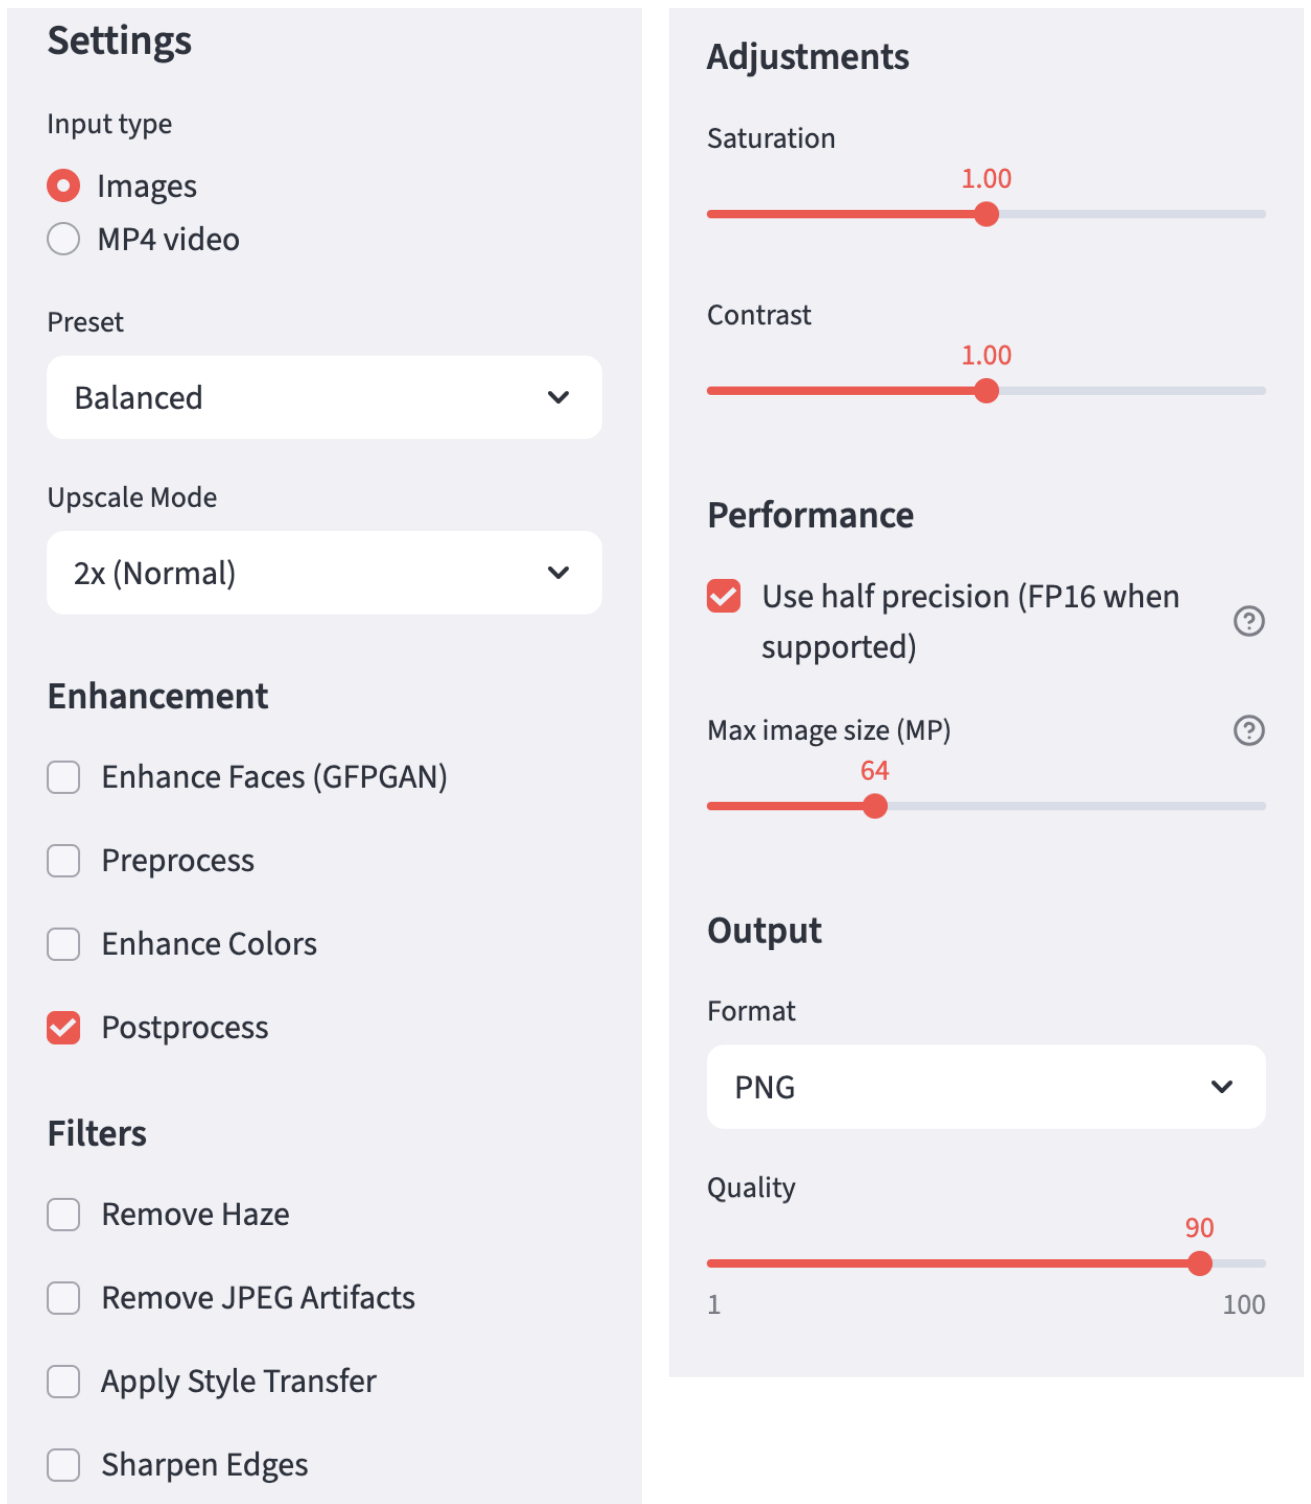 Settings
Input type
Images
MP4 video
Preset
Balanced
Upscale Mode
2x (Normal)
Enhancement
Enhance Faces (GFPGAN)
Preprocess
Enhance Colors
Postprocess
Filters
Remove Haze
Remove JPEG Artifacts
Apply Style Transfer
Sharpen Edges
Adjustments
Saturation
1.00
Contrast
1.00
Performance
Use half precision (FP16 when
supported)
Max image size (MP)
64
Output
Format
PNG
Quality
90
1 100